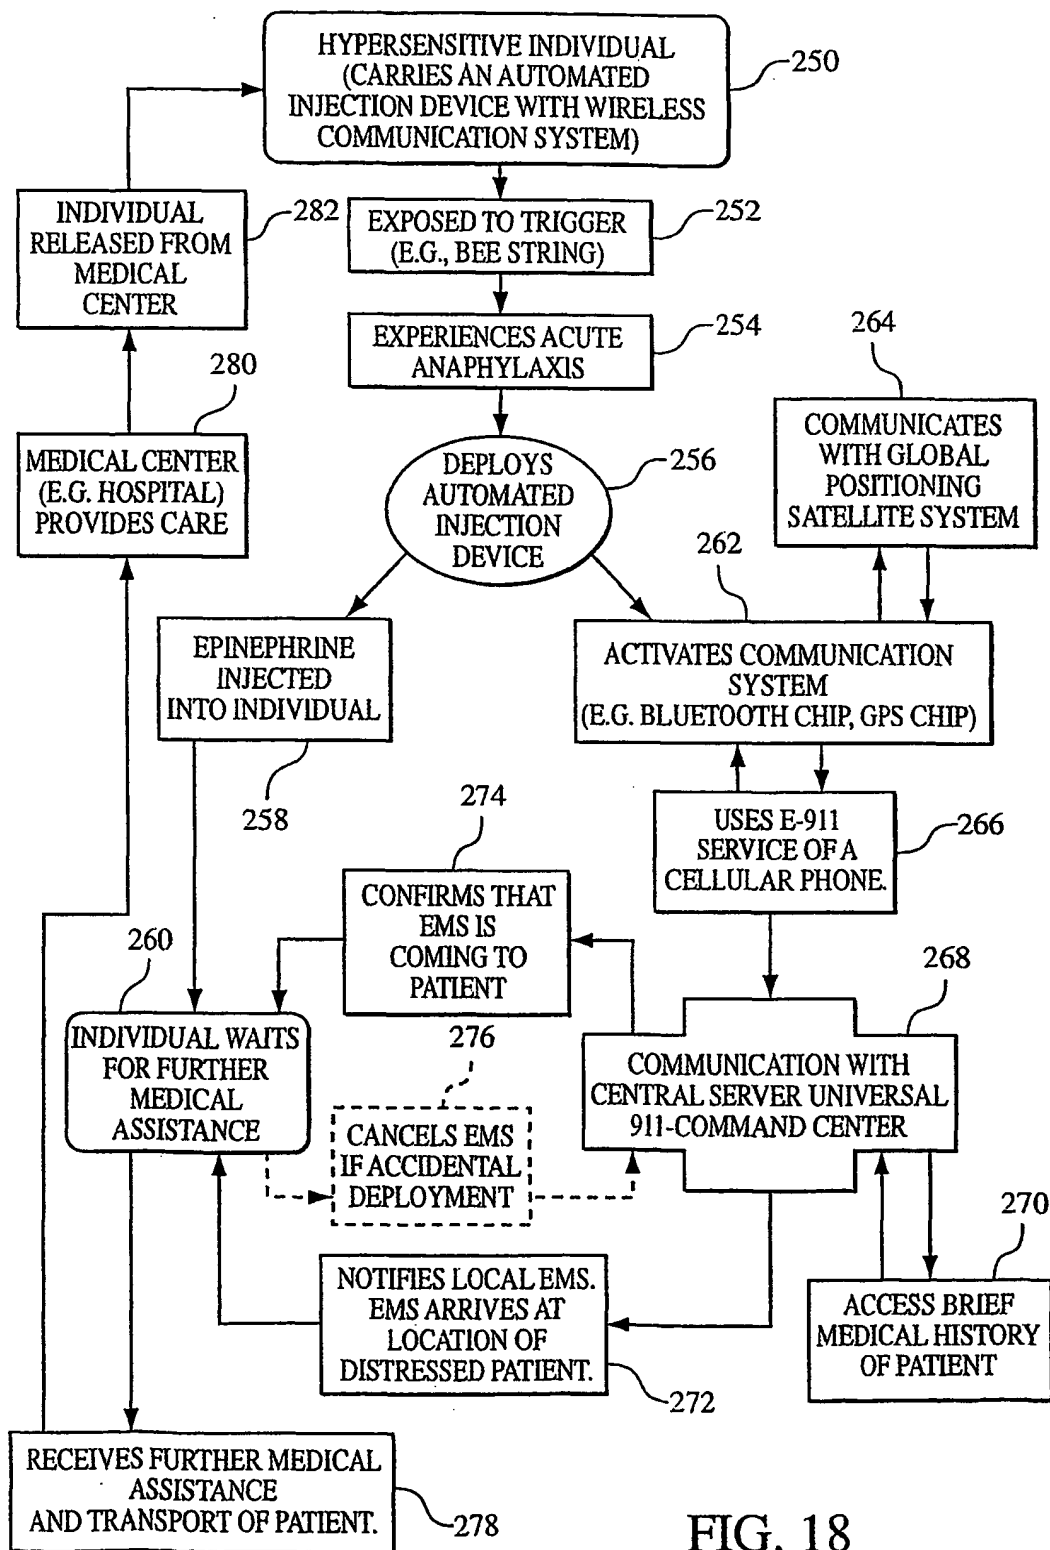 HYPERSENSITIVE INDIVIDUAL
(CARRIES AN AUTOMATED
INJECTION DEVICE WITH WIRELESS
COMMUNICATION SYSTEM)
250
INDIVIDUAL
RELEASED FROM
MEDICAL
CENTER
282
EXPOSED TO TRIGGER
(E.G., BEE STRING)
252
EXPERIENCES ACUTE
ANAPHYLAXIS
254
264
280
MEDICAL CENTER
(E.G. HOSPITAL)
PROVIDES CARE
DEPLOYS
AUTOMATED
INJECTION
DEVICE
256
COMMUNICATES
WITH GLOBAL
POSITIONING
SATELLITE SYSTEM
262
EPINEPHRINE
INJECTED
INTO INDIVIDUAL
258
ACTIVATES COMMUNICATION
SYSTEM
(E.G. BLUETOOTH CHIP, GPS CHIP)
274
USES E-911
SERVICE OF A
CELLULAR PHONE.
266
CONFIRMS THAT
EMS IS
COMING TO
PATIENT
260
268
INDIVIDUAL WAITS
FOR FURTHER
MEDICAL
ASSISTANCE
276
CANCELS EMS
IF ACCIDENTAL
DEPLOYMENT
COMMUNICATION WITH
CENTRAL SERVER UNIVERSAL
911-COMMAND CENTER
270
NOTIFIES LOCAL EMS.
EMS ARRIVES AT
LOCATION OF
DISTRESSED PATIENT.
272
ACCESS BRIEF
MEDICAL HISTORY
OF PATIENT
RECEIVES FURTHER MEDICAL
ASSISTANCE
AND TRANSPORT OF PATIENT.
278
FIG. 18